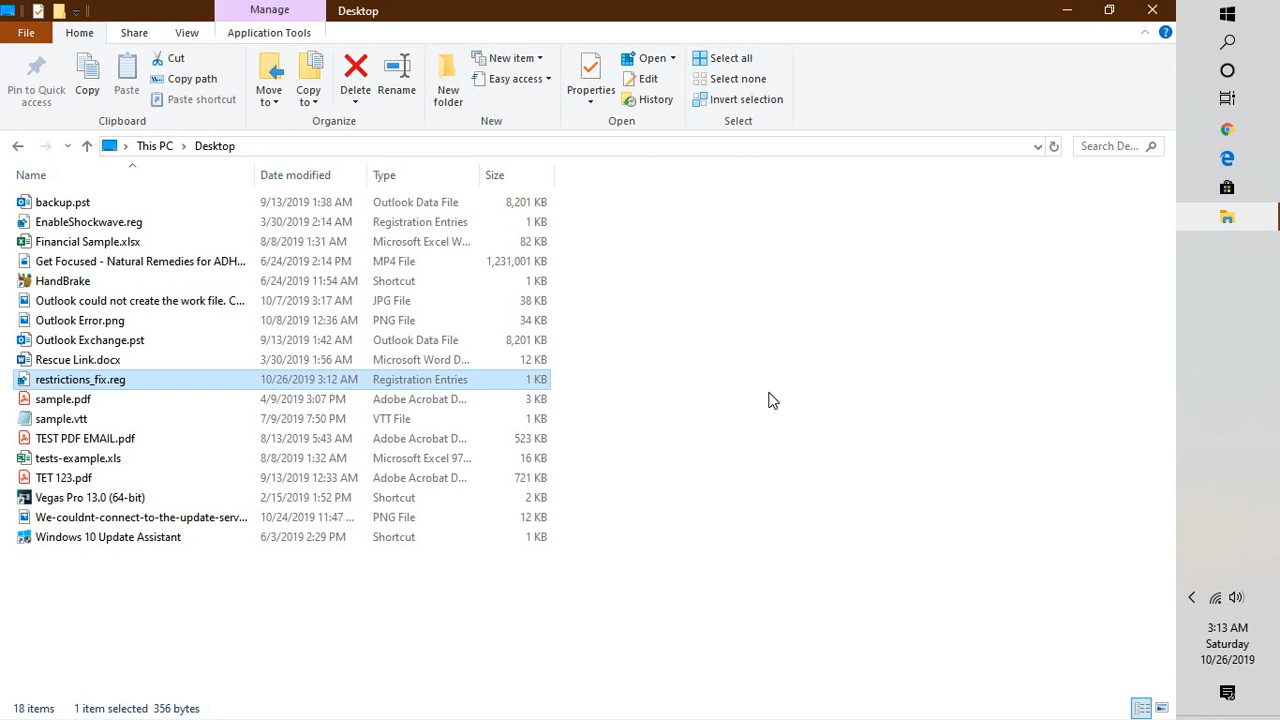 Manage Desktop
File Home Share View Application Tools
Pin to Quick access
Copy
Paste
Cut
Copy path
Paste shortcut
Clipboard
Move to
Copy to
Delete
Rename
Organize
New folder
New item
Easy access
New
Properties
Open
Edit
History
Open
Select all
Select none
Invert selection
Select
This PC Desktop
Search De...
Name Date modified Type Size
backup.pst 9/13/2019 1:38 AM Outlook Data File 8,201 KB
EnableShockwave.reg 3/30/2019 2:14 AM Registration Entries 1 KB
Financial Sample.xlsx 8/8/2019 1:31 AM Microsoft Excel W... 82 KB
Get Focused - Natural Remedies for ADH... 6/24/2019 2:14 PM MP4 File 1,231,001 KB
HandBrake 6/24/2019 11:54 AM Shortcut 1 KB
Outlook could not create the work file. C... 10/7/2019 3:17 AM JPG File 38 KB
Outlook Error.png 10/8/2019 12:36 AM PNG File 34 KB
Outlook Exchange.pst 9/13/2019 1:42 AM Outlook Data File 8,201 KB
Rescue Link.docx 3/30/2019 1:56 AM Microsoft Word D... 12 KB
restrictions_fix.reg 10/26/2019 3:12 AM Registration Entries 1 KB
sample.pdf 4/9/2019 3:07 PM Adobe Acrobat D... 3 KB
sample.vtt 7/9/2019 7:50 PM VTT File 1 KB
TEST PDF EMAIL.pdf 8/13/2019 5:43 AM Adobe Acrobat D... 523 KB
tests-example.xls 8/8/2019 1:32 AM Microsoft Excel 97... 16 KB
TET 123.pdf 9/13/2019 12:33 AM Adobe Acrobat D... 721 KB
Vegas Pro 13.0 (64-bit) 2/15/2019 1:52 PM Shortcut 2 KB
We-couldnt-connect-to-the-update-serv... 10/24/2019 11:47 ... PNG File 12 KB
Windows 10 Update Assistant 6/3/2019 2:29 PM Shortcut 1 KB
18 items 1 item selected 356 bytes
3:13 AM
Saturday
10/26/2019